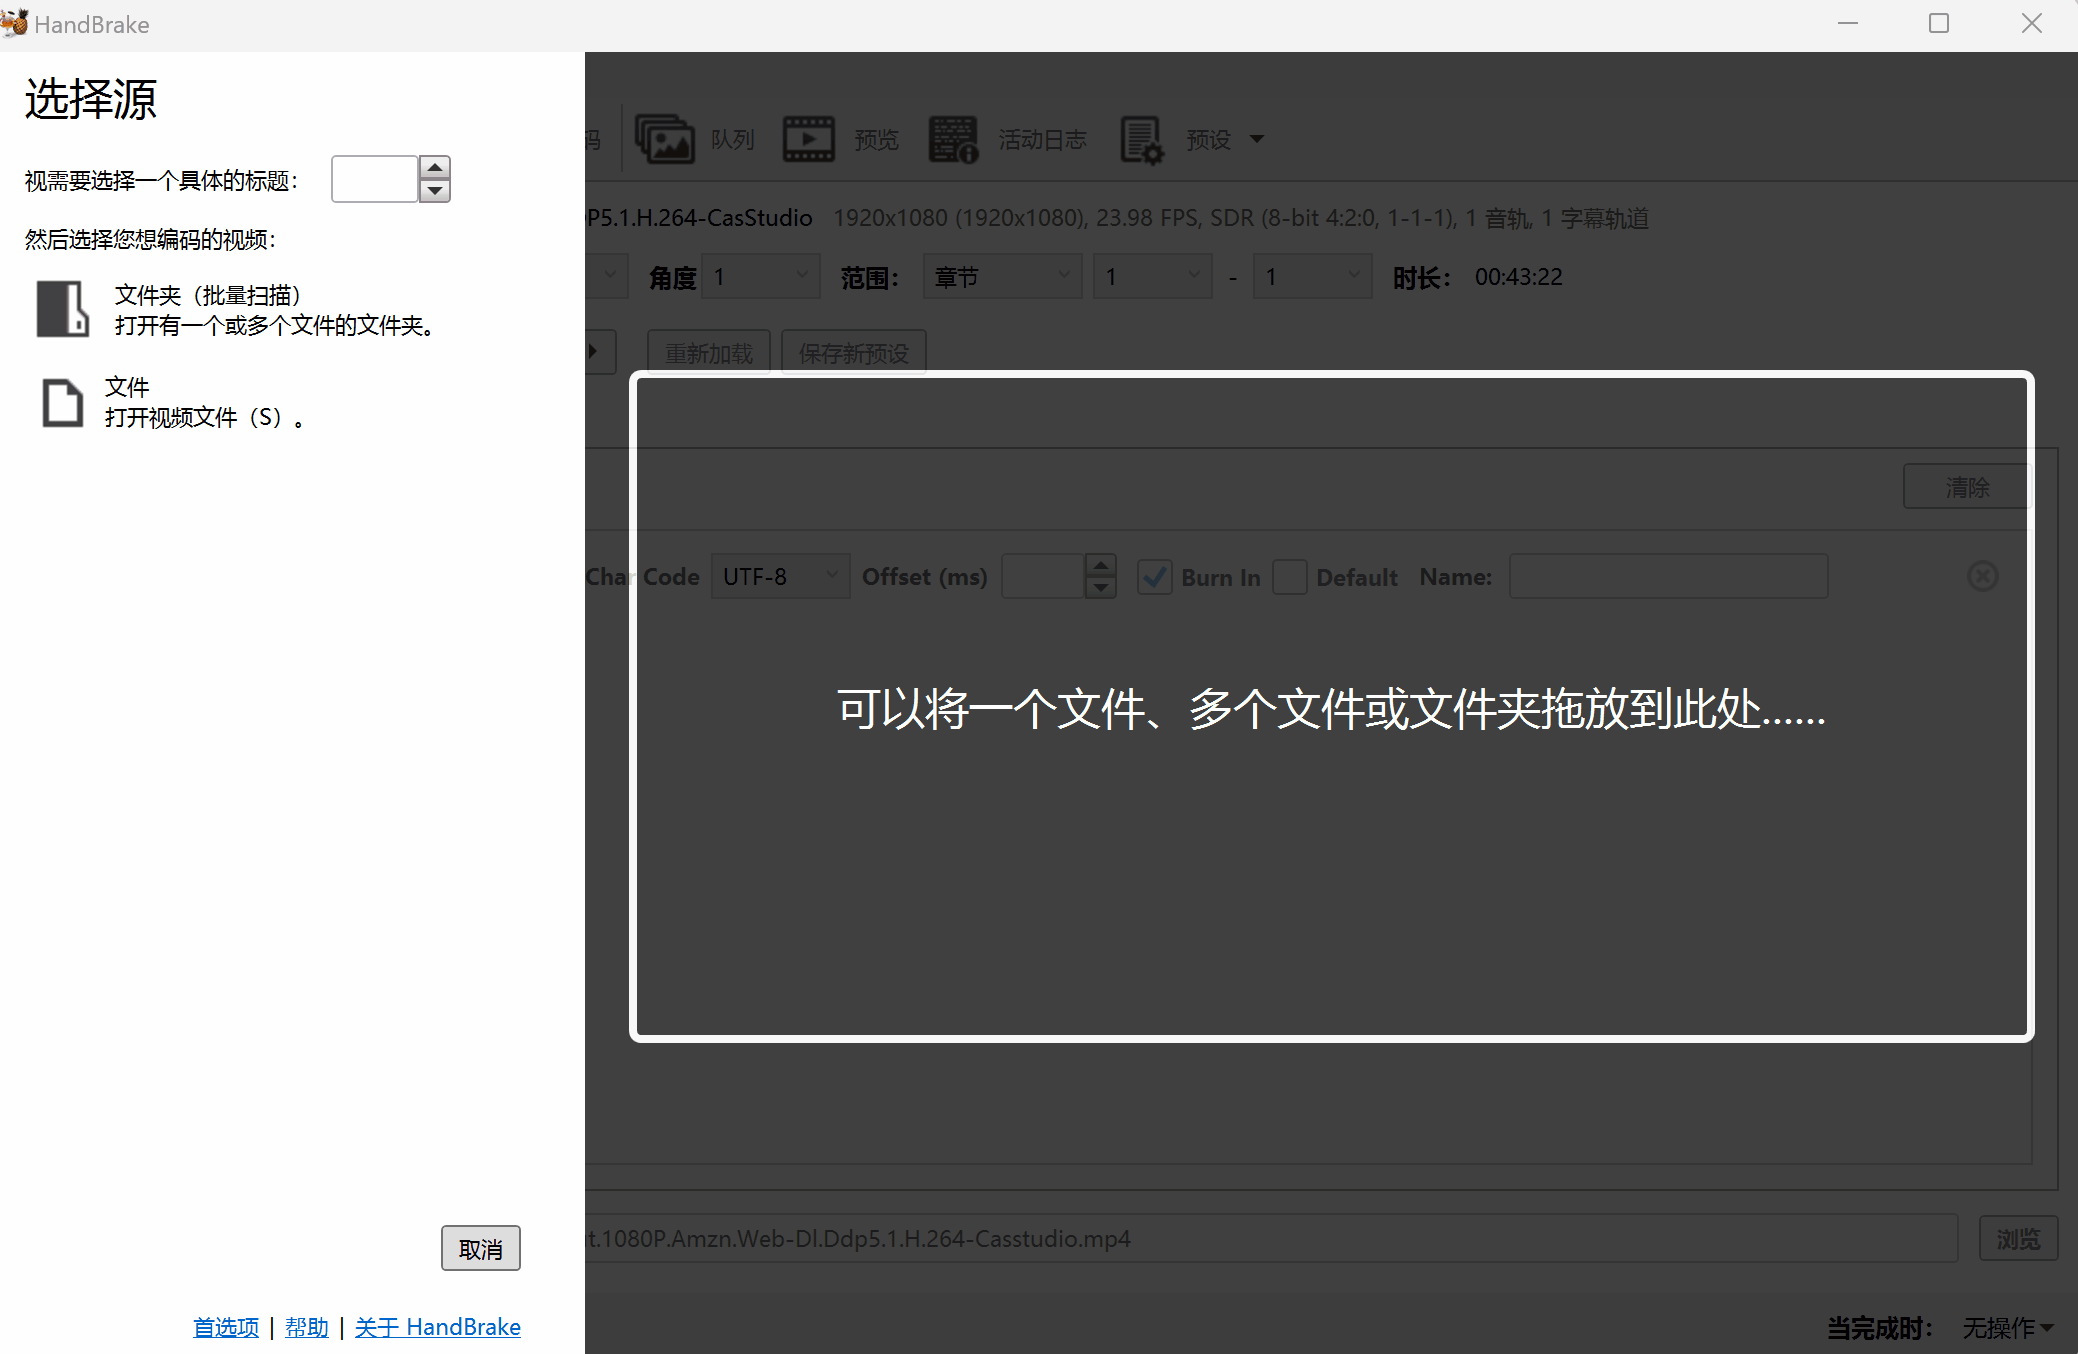 HandBrake
选择源
视需要选择一个具体的标题：
然后选择您想编码的视频：
文件夹（批量扫描）
打开有一个或多个文件的文件夹。
文件
打开视频文件（S）。
取消
首选项 | 帮助 | 关于 HandBrake
码 队列 预览 活动日志 预设
DP5.1.H.264-CasStudio 1920x1080 (1920x1080), 23.98 FPS, SDR (8-bit 4:2:0, 1-1-1), 1 音轨, 1 字幕轨道
角度 1 范围： 章节 1 - 1 时长： 00:43:22
重新加载 保存新预设
清除
Char Code UTF-8 Offset (ms) Burn In Default Name:
可以将一个文件、多个文件或文件夹拖放到此处……
t.1080P.Amzn.Web-Dl.Ddp5.1.H.264-Casstudio.mp4 浏览
当完成时： 无操作